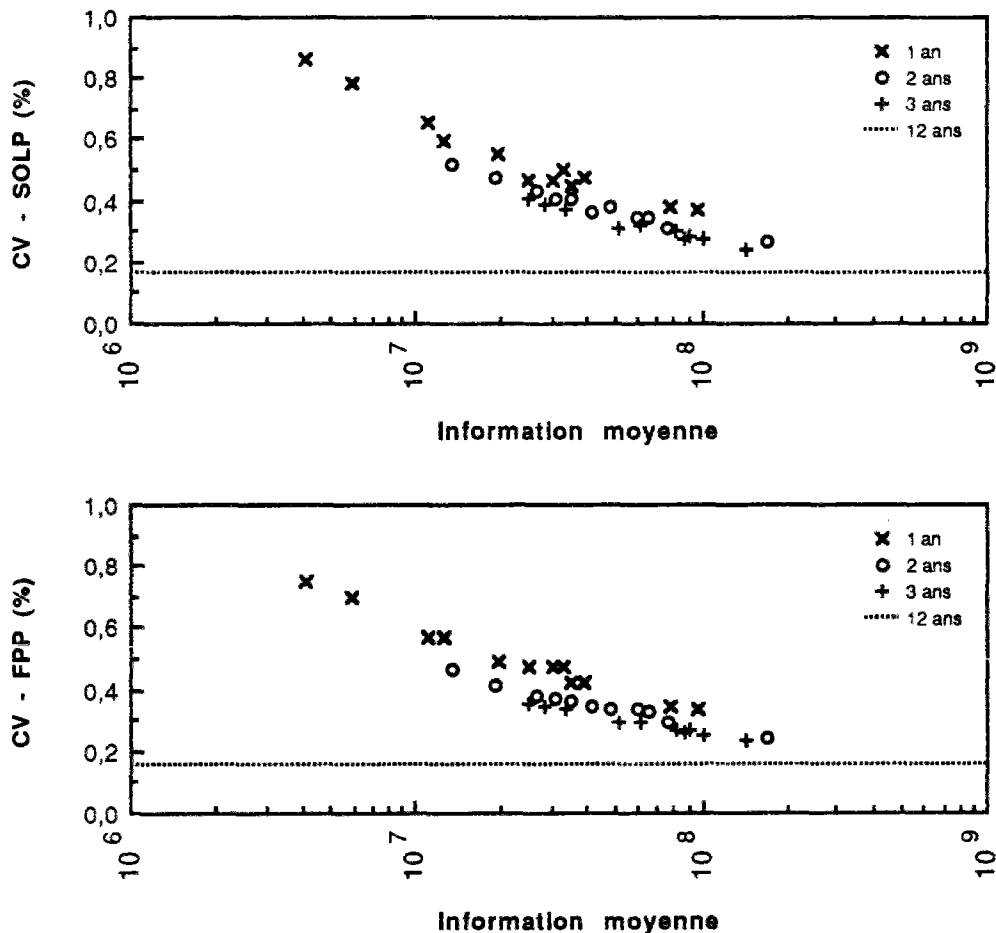 CV - SOLP (%)
1,0
0,8
0,6
0,4
0,2
0,0
1 an
2 ans
3 ans
12 ans
10 6
10 7
10 8
10 9
Information moyenne
CV - FPP (%)
1,0
0,8
0,6
0,4
0,2
0,0
1 an
2 ans
3 ans
12 ans
10 6
10 7
10 8
10 9
Information moyenne